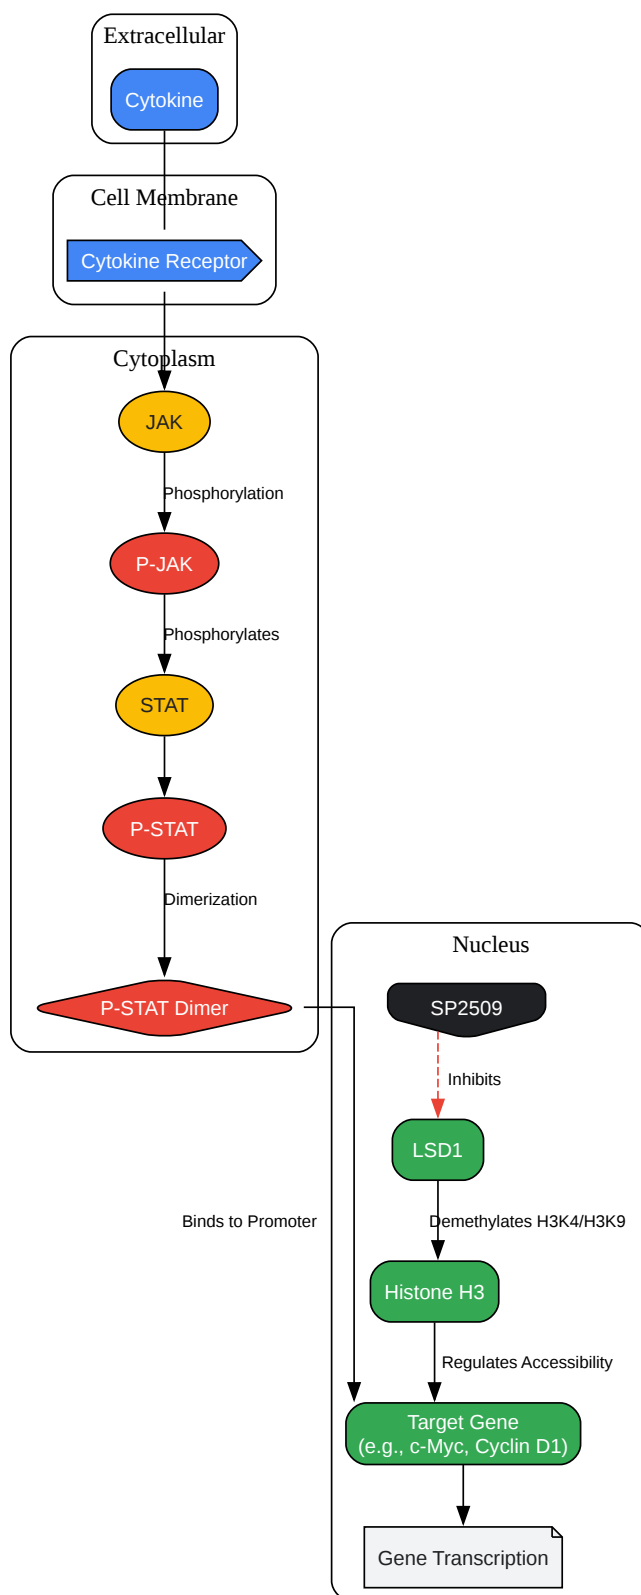 Extracellular
Cytokine
Cell Membrane
Cytokine Receptor
Cytoplasm
JAK
Phosphorylation
P-JAK
Phosphorylates
STAT
P-STAT
Dimerization
P-STAT Dimer
Nucleus
SP2509
Inhibits
LSD1
Binds to Promoter
Demethylates H3K4/H3K9
Histone H3
Regulates Accessibility
Target Gene
(e.g., c-Myc, Cyclin D1)
Gene Transcription